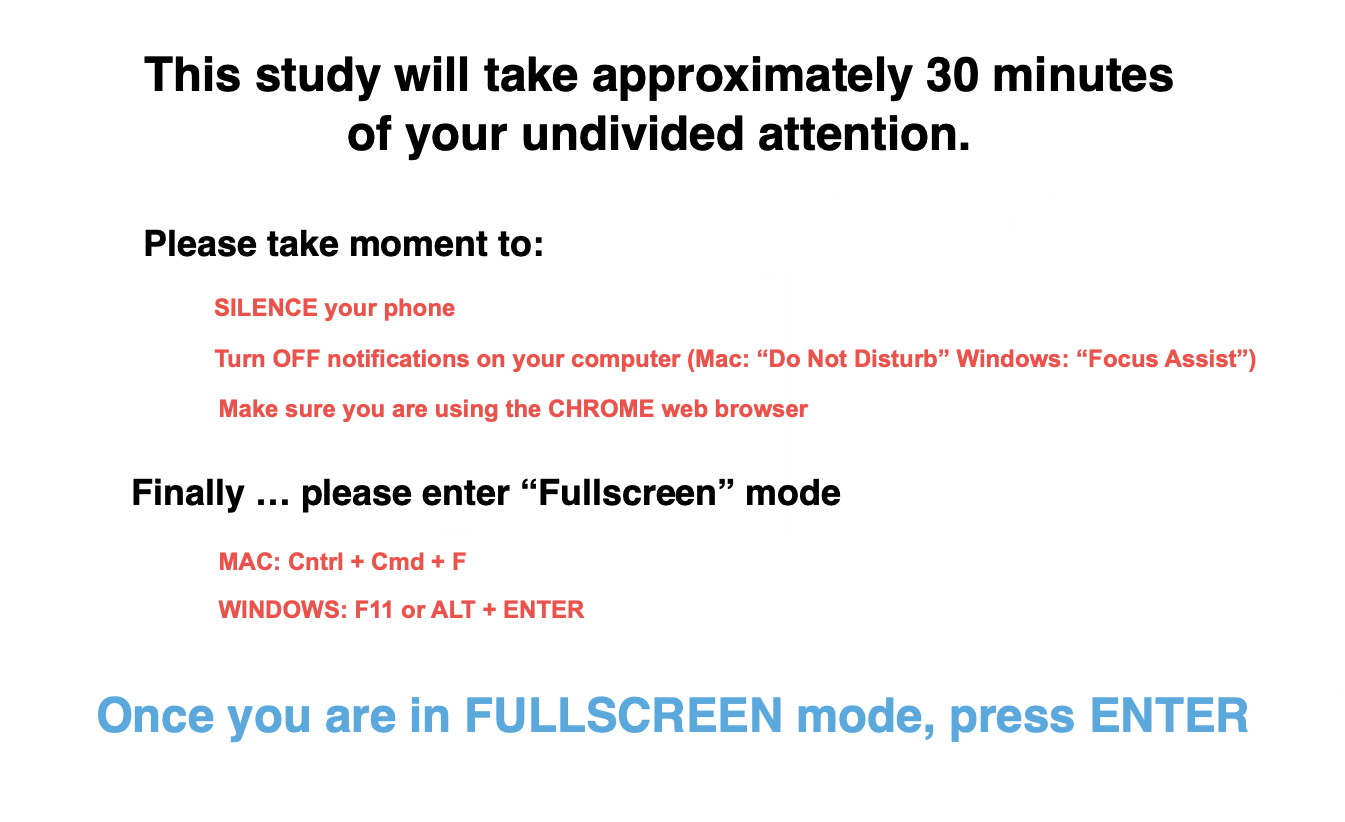 This study will take approximately 30 minutes
of your undivided attention.
Please take moment to:
SILENCE your phone
Turn OFF notifications on your computer (Mac: “Do Not Disturb” Windows: “Focus Assist”)
Make sure you are using the CHROME web browser
Finally … please enter “Fullscreen” mode
MAC: Cntrl + Cmd + F
WINDOWS: F11 or ALT + ENTER
Once you are in FULLSCREEN mode, press ENTER